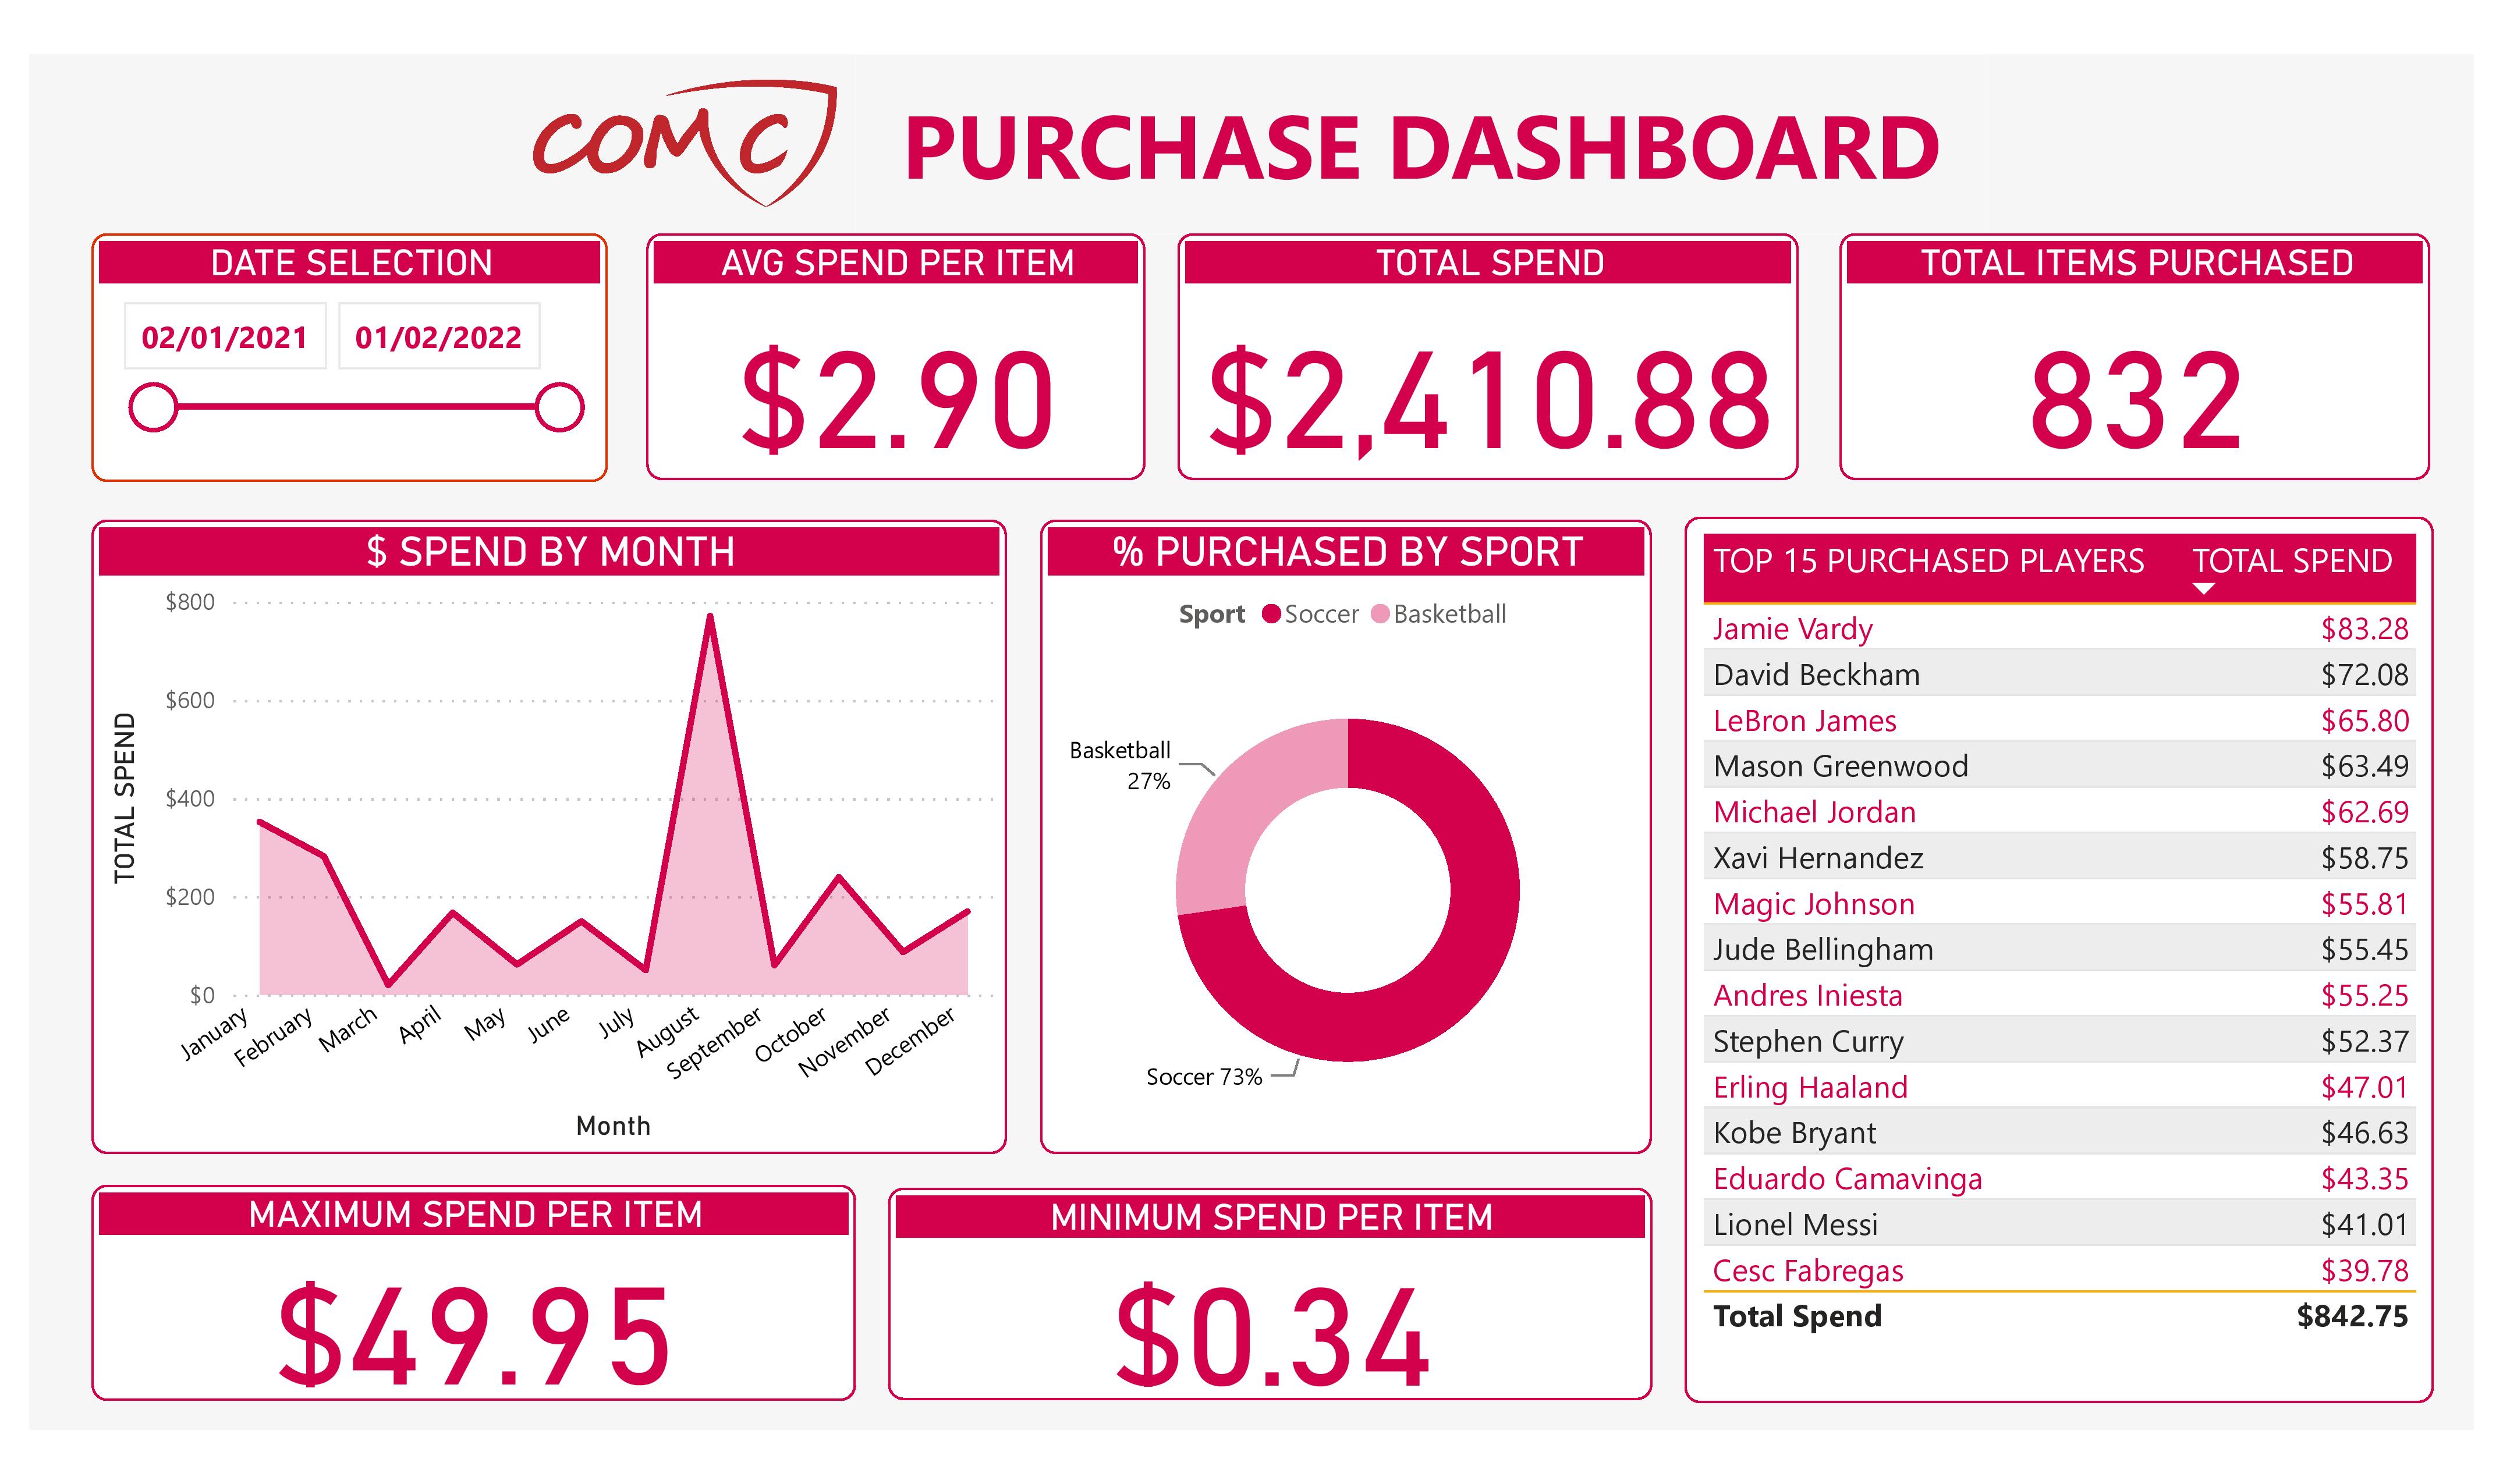 COMC
PURCHASE DASHBOARD
DATE SELECTION
02/01/2021 01/02/2022
AVG SPEND PER ITEM
$2.90
TOTAL SPEND
$2,410.88
TOTAL ITEMS PURCHASED
832
$ SPEND BY MONTH
TOTAL SPEND
$800
$600
$400
$200
$0
January February March April May June July August September October November December
Month
% PURCHASED BY SPORT
Sport Soccer Basketball
Basketball
27%
Soccer 73%
TOP 15 PURCHASED PLAYERS TOTAL SPEND
Jamie Vardy $83.28
David Beckham $72.08
LeBron James $65.80
Mason Greenwood $63.49
Michael Jordan $62.69
Xavi Hernandez $58.75
Magic Johnson $55.81
Jude Bellingham $55.45
Andres Iniesta $55.25
Stephen Curry $52.37
Erling Haaland $47.01
Kobe Bryant $46.63
Eduardo Camavinga $43.35
Lionel Messi $41.01
Cesc Fabregas $39.78
Total Spend $842.75
MAXIMUM SPEND PER ITEM
$49.95
MINIMUM SPEND PER ITEM
$0.34